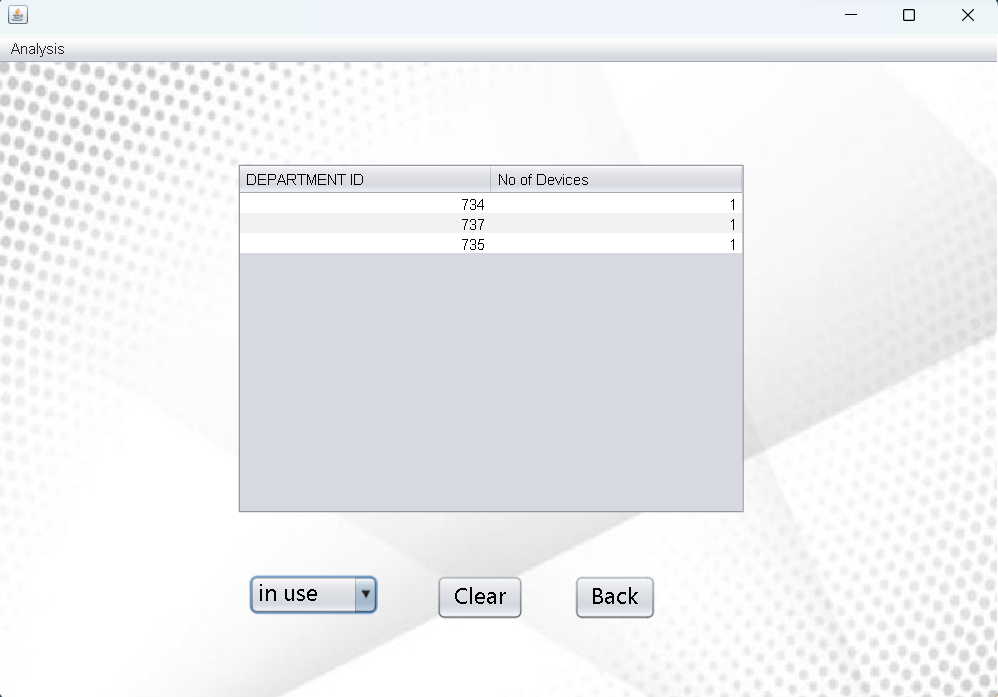 Analysis
DEPARTMENT ID No of Devices
734 1
737 1
735 1
in use Clear Back